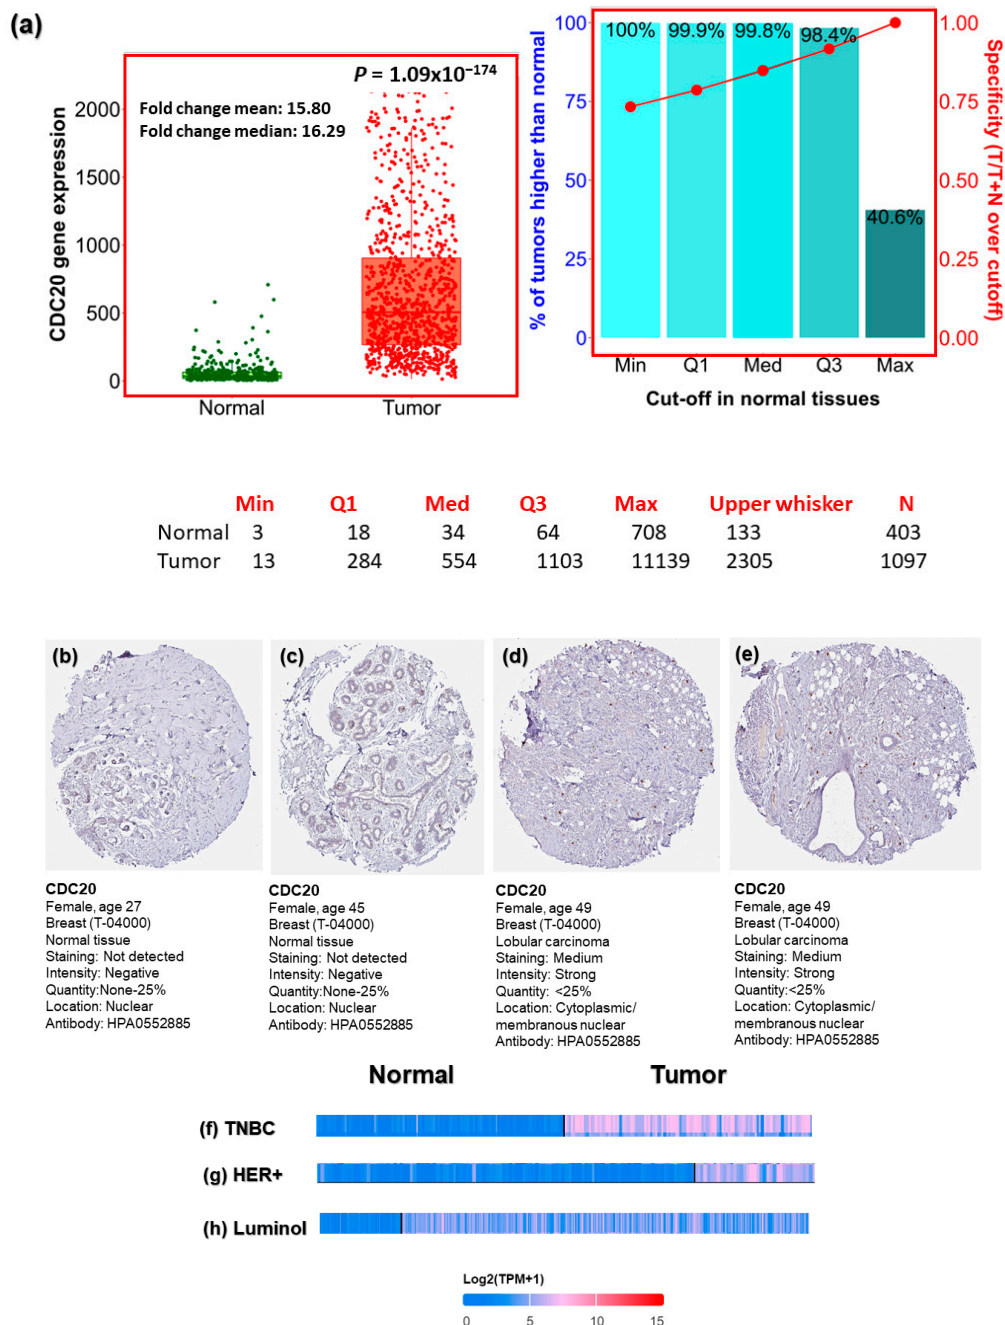 (a)
P = 1.09x10⁻¹⁷⁴
Fold change mean: 15.80
Fold change median: 16.29
CDC20 gene expression
2000
1500
1000
500
0
Normal
Tumor
% of tumors higher than normal
100
75
50
25
0
100%
99.9%
99.8%
98.4%
40.6%
1.00
0.75
0.50
0.25
0.00
Specificity (T/T+N over cutoff)
Min Q1 Med Q3 Max
Cut-off in normal tissues
Min Q1 Med Q3 Max Upper whisker N
Normal 3 18 34 64 708 133 403
Tumor 13 284 554 1103 11139 2305 1097
(b)
(c)
(d)
(e)
CDC20
Female, age 27
Breast (T-04000)
Normal tissue
Staining: Not detected
Intensity: Negative
Quantity:None-25%
Location: Nuclear
Antibody: HPA0552885
CDC20
Female, age 45
Breast (T-04000)
Normal tissue
Staining: Not detected
Intensity: Negative
Quantity:None-25%
Location: Nuclear
Antibody: HPA0552885
CDC20
Female, age 49
Breast (T-04000)
Lobular carcinoma
Staining: Medium
Intensity: Strong
Quantity: <25%
Location: Cytoplasmic/
membranous nuclear
Antibody: HPA0552885
CDC20
Female, age 49
Breast (T-04000)
Lobular carcinoma
Staining: Medium
Intensity: Strong
Quantity:<25%
Location: Cytoplasmic/
membranous nuclear
Antibody: HPA0552885
Normal Tumor
(f) TNBC
(g) HER+
(h) Luminol
Log2(TPM+1)
0 5 10 15